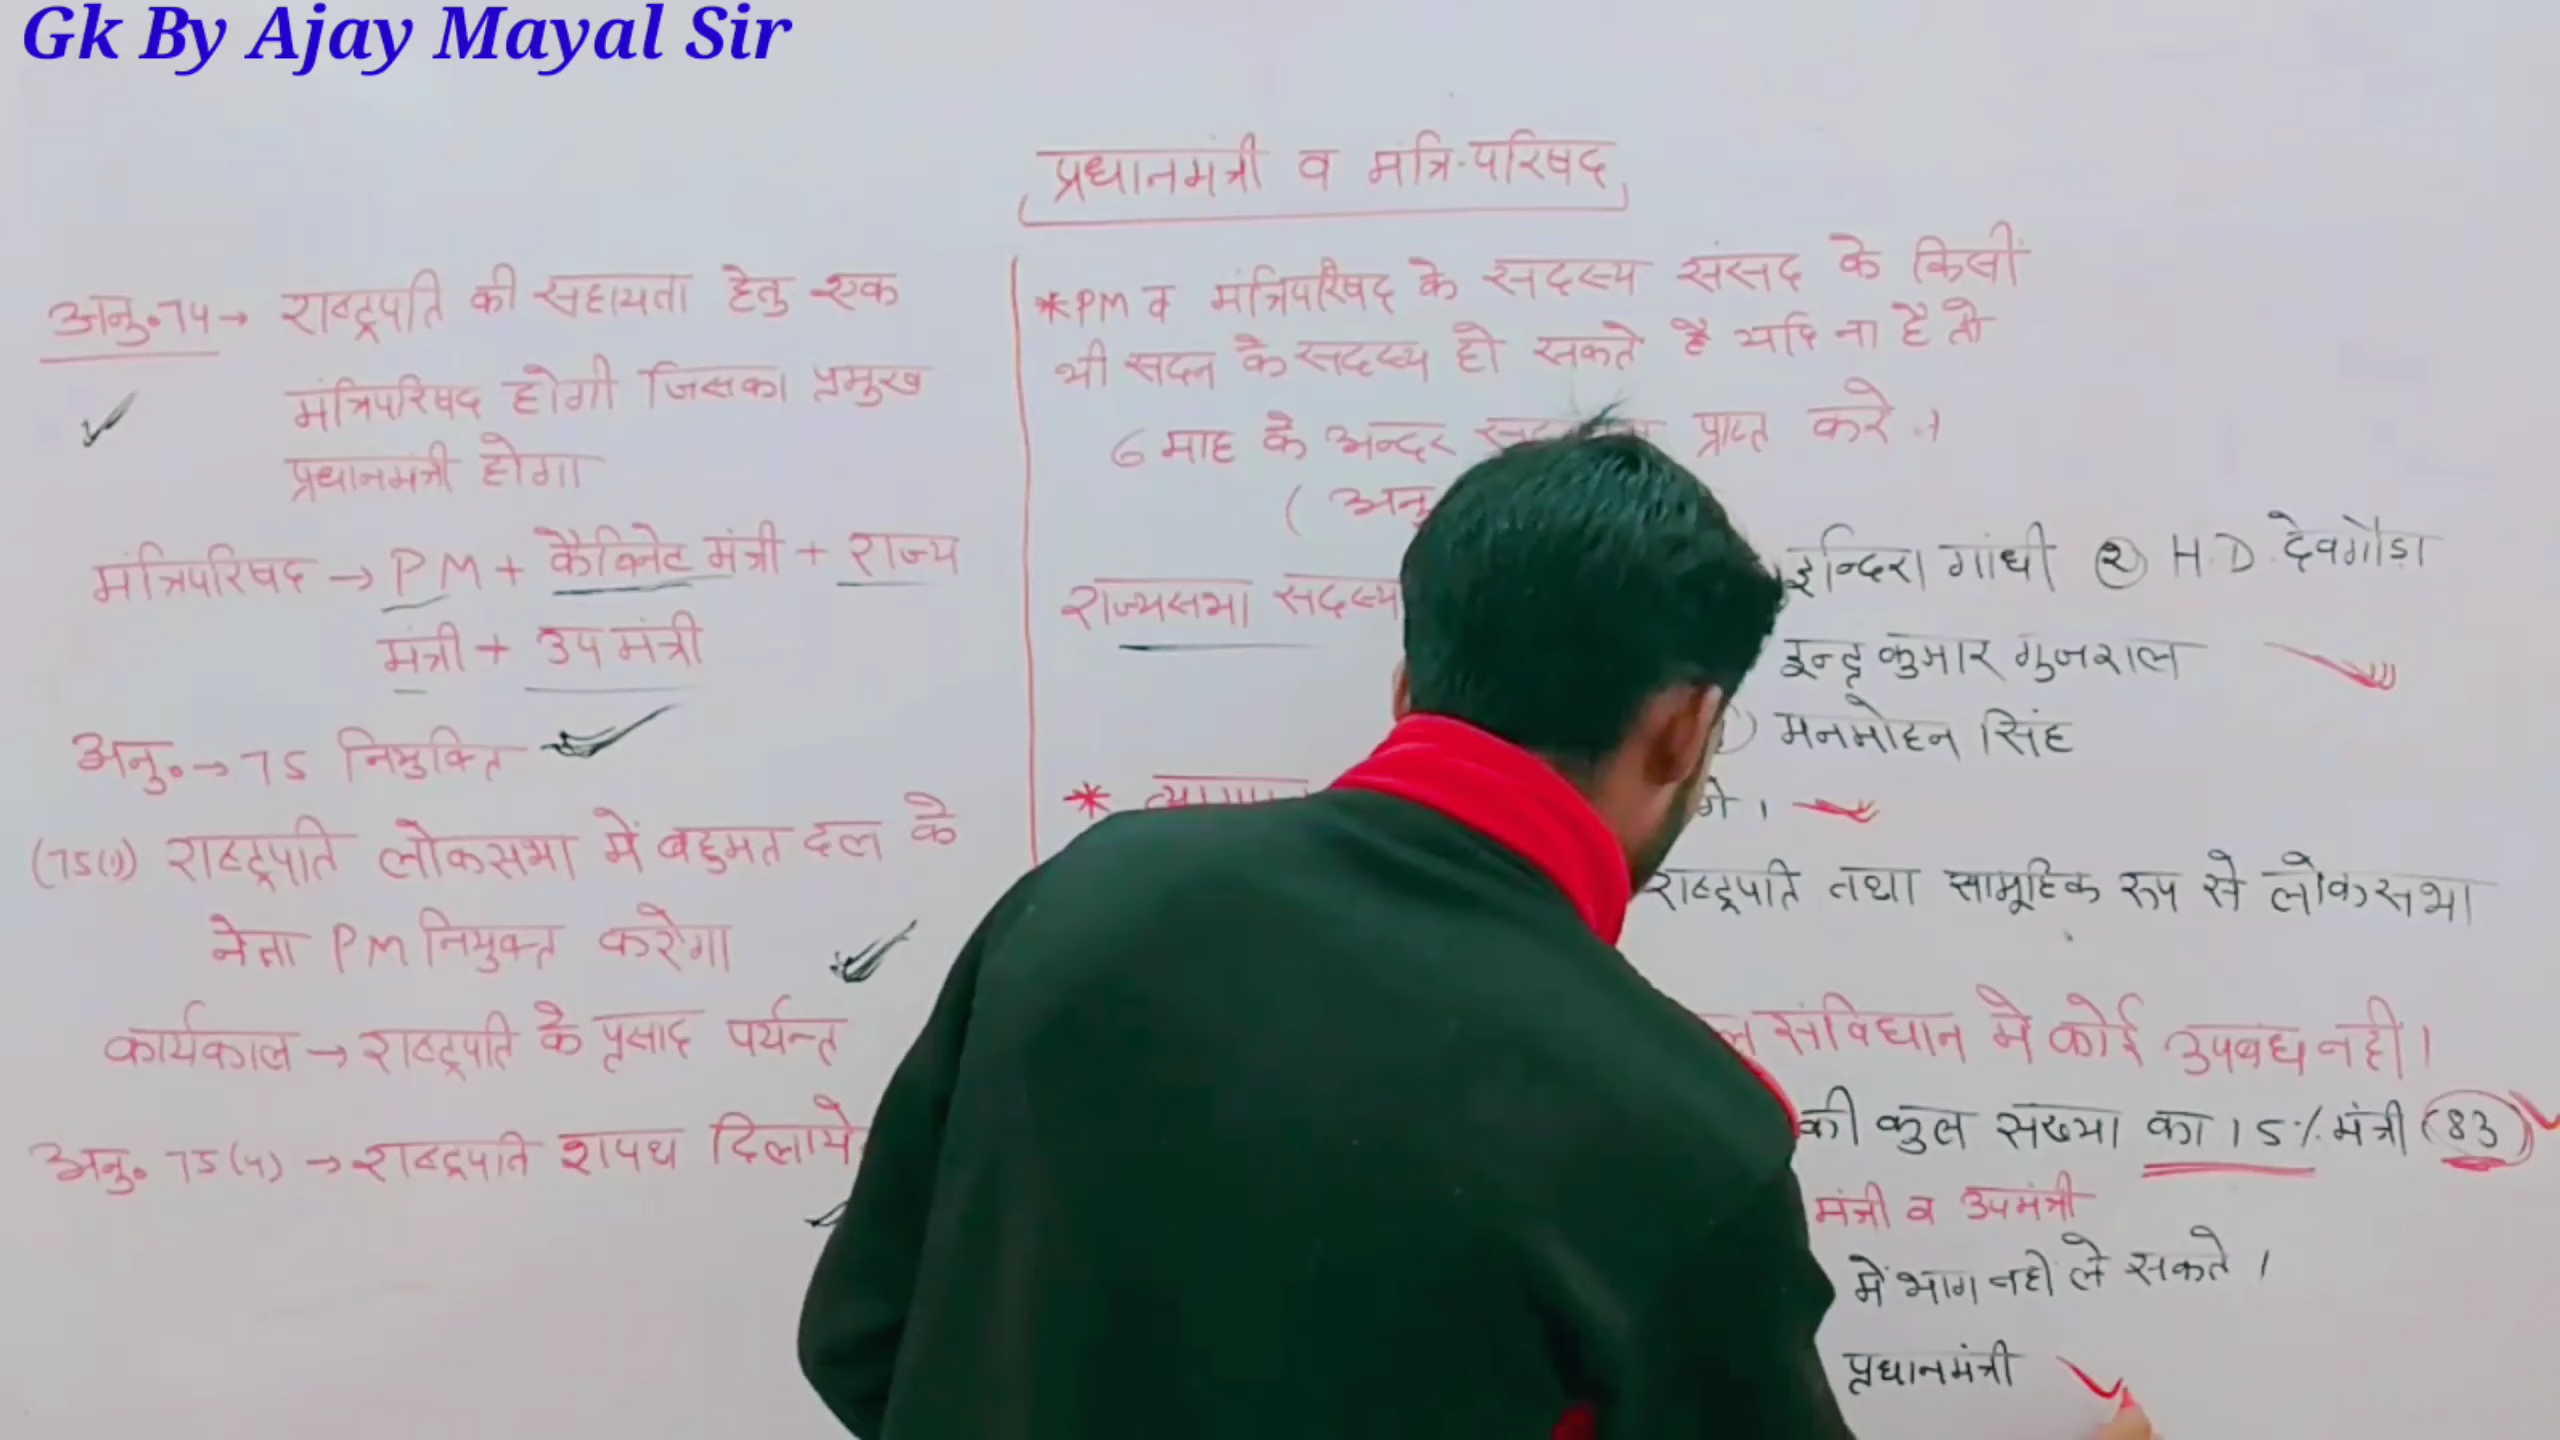 Gk By Ajay Mayal Sir
प्रधानमंत्री व मंत्रि-परिषद
अनु॰74→ राष्ट्रपति की सहायता हेतु एक
मंत्रिपरिषद होगी जिसका प्रमुख
प्रधानमंत्री होगा
मंत्रिपरिषद → PM + कैबिनेट मंत्री + राज्य
मंत्री + उपमंत्री
अनु॰→75 नियुक्ति
(75(1)) राष्ट्रपति लोकसभा में बहुमत दल के
नेता PM नियुक्त करेगा
कार्यकाल → राष्ट्रपति के प्रसाद पर्यन्त
अनु॰ 75(4) → राष्ट्रपति शपथ दिलाये
* PM व मंत्रिपरिषद के सदस्य संसद के किसी
भी सदन के सदस्य हो सकते है यदि ना है तो
6 माह के अन्दर प्राप्त करे।
( अनु
राज्यसभा सदस्य इन्दिरा गांधी ② H.D. देवगौड़ा
इन्द्र कुमार गुजराल
मनमोहन सिंह
*
राष्ट्रपति तथा सामूहिक रूप से लोकसभा
संविधान मे कोई उपबंध नही।
की कुल संख्या का 15% मंत्री (83)
मंत्री व उपमंत्री
में भाग नही ले सकते।
प्रधानमंत्री